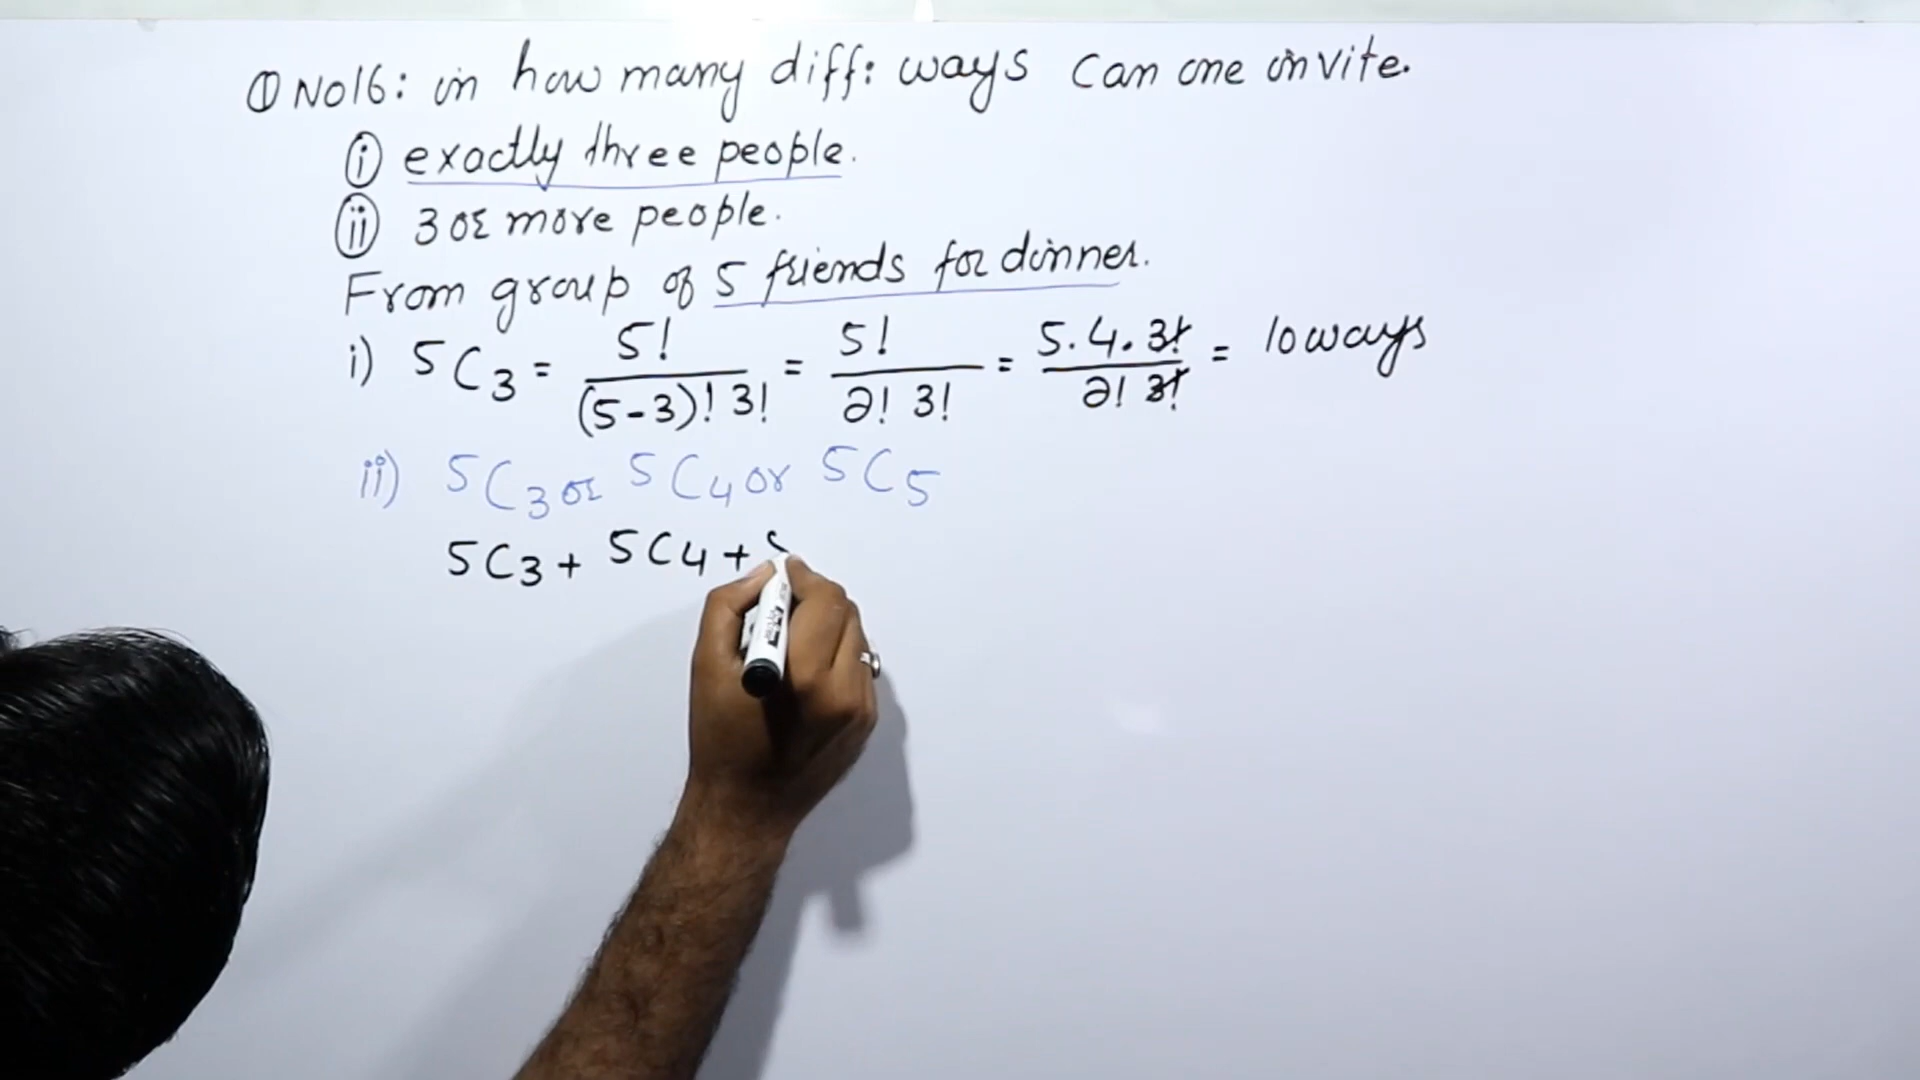 Q NO16: in how many diff: ways can one invite.
(i) exactly three people.
(ii) 3 or more people.
From group of 5 friends for dinner.
i) 5C3 = 5! / (5-3)! 3! = 5! / 2! 3! = 5.4.3! / 2! 3! = 10 ways
ii) 5C3 or 5C4 or 5C5
5C3 + 5C4 +